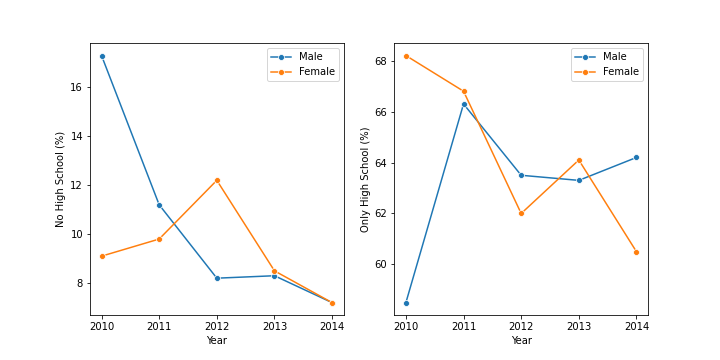 Male
Female
No High School (%)
16
14
12
10
8
2010 2011 2012 2013 2014
Year
Male
Female
Only High School (%)
68
66
64
62
60
2010 2011 2012 2013 2014
Year